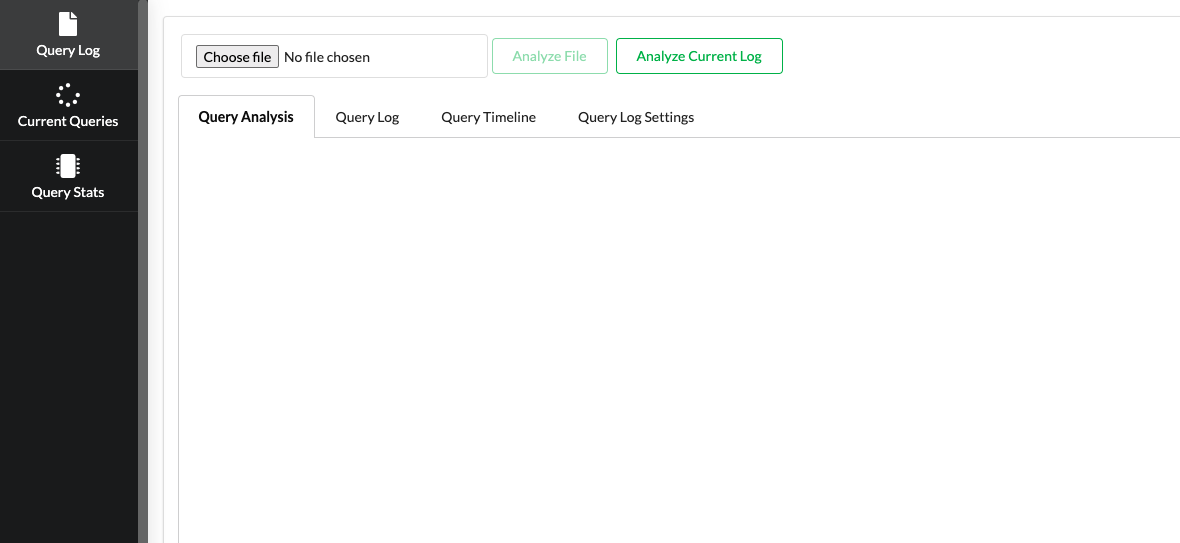 Query Log
Current Queries
Query Stats
Choose file No file chosen Analyze File Analyze Current Log
Query Analysis Query Log Query Timeline Query Log Settings